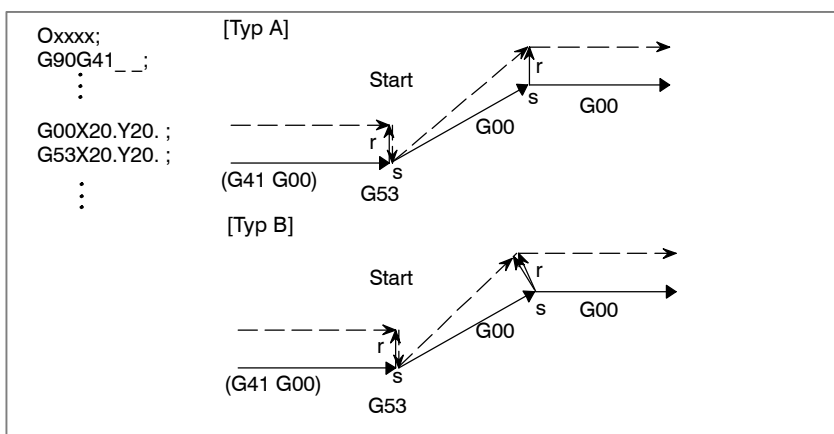 Oxxxx;
G90G41_ _;
G00X20.Y20. ;
G53X20.Y20. ;
[Typ A]
Start
r
s
G00
G00
r
s
(G41 G00)
G53
[Typ B]
Start
r
s
G00
G00
r
s
(G41 G00)
G53